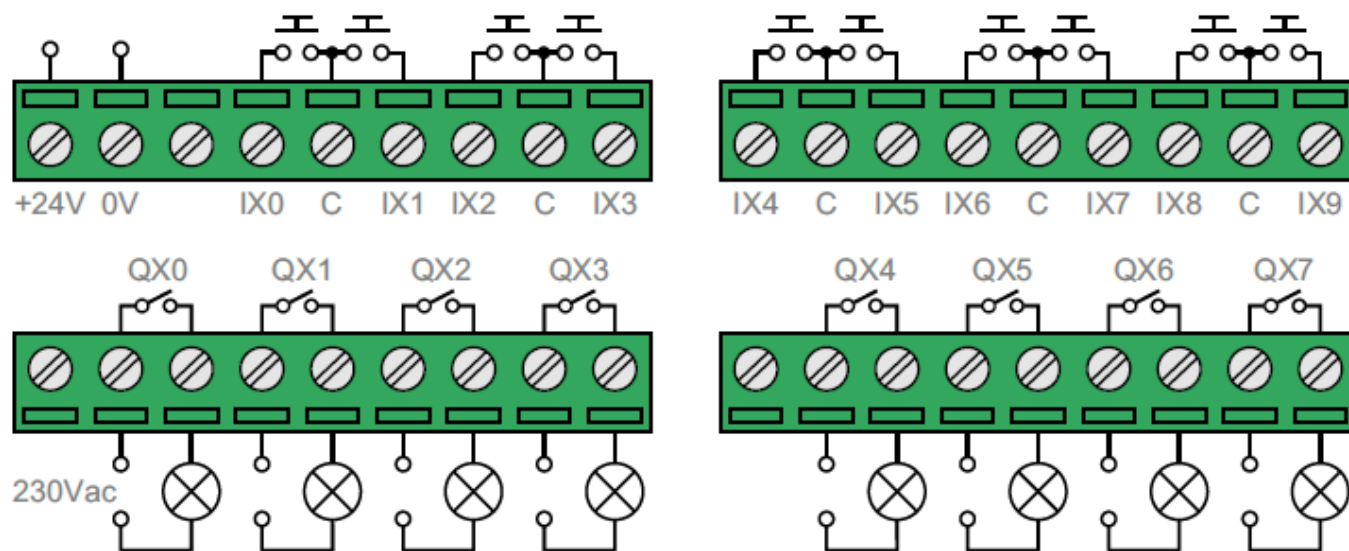 +24V 0V IX0 C IX1 IX2 C IX3 IX4 C IX5 IX6 C IX7 IX8 C IX9
QX0 QX1 QX2 QX3 QX4 QX5 QX6 QX7
230Vac